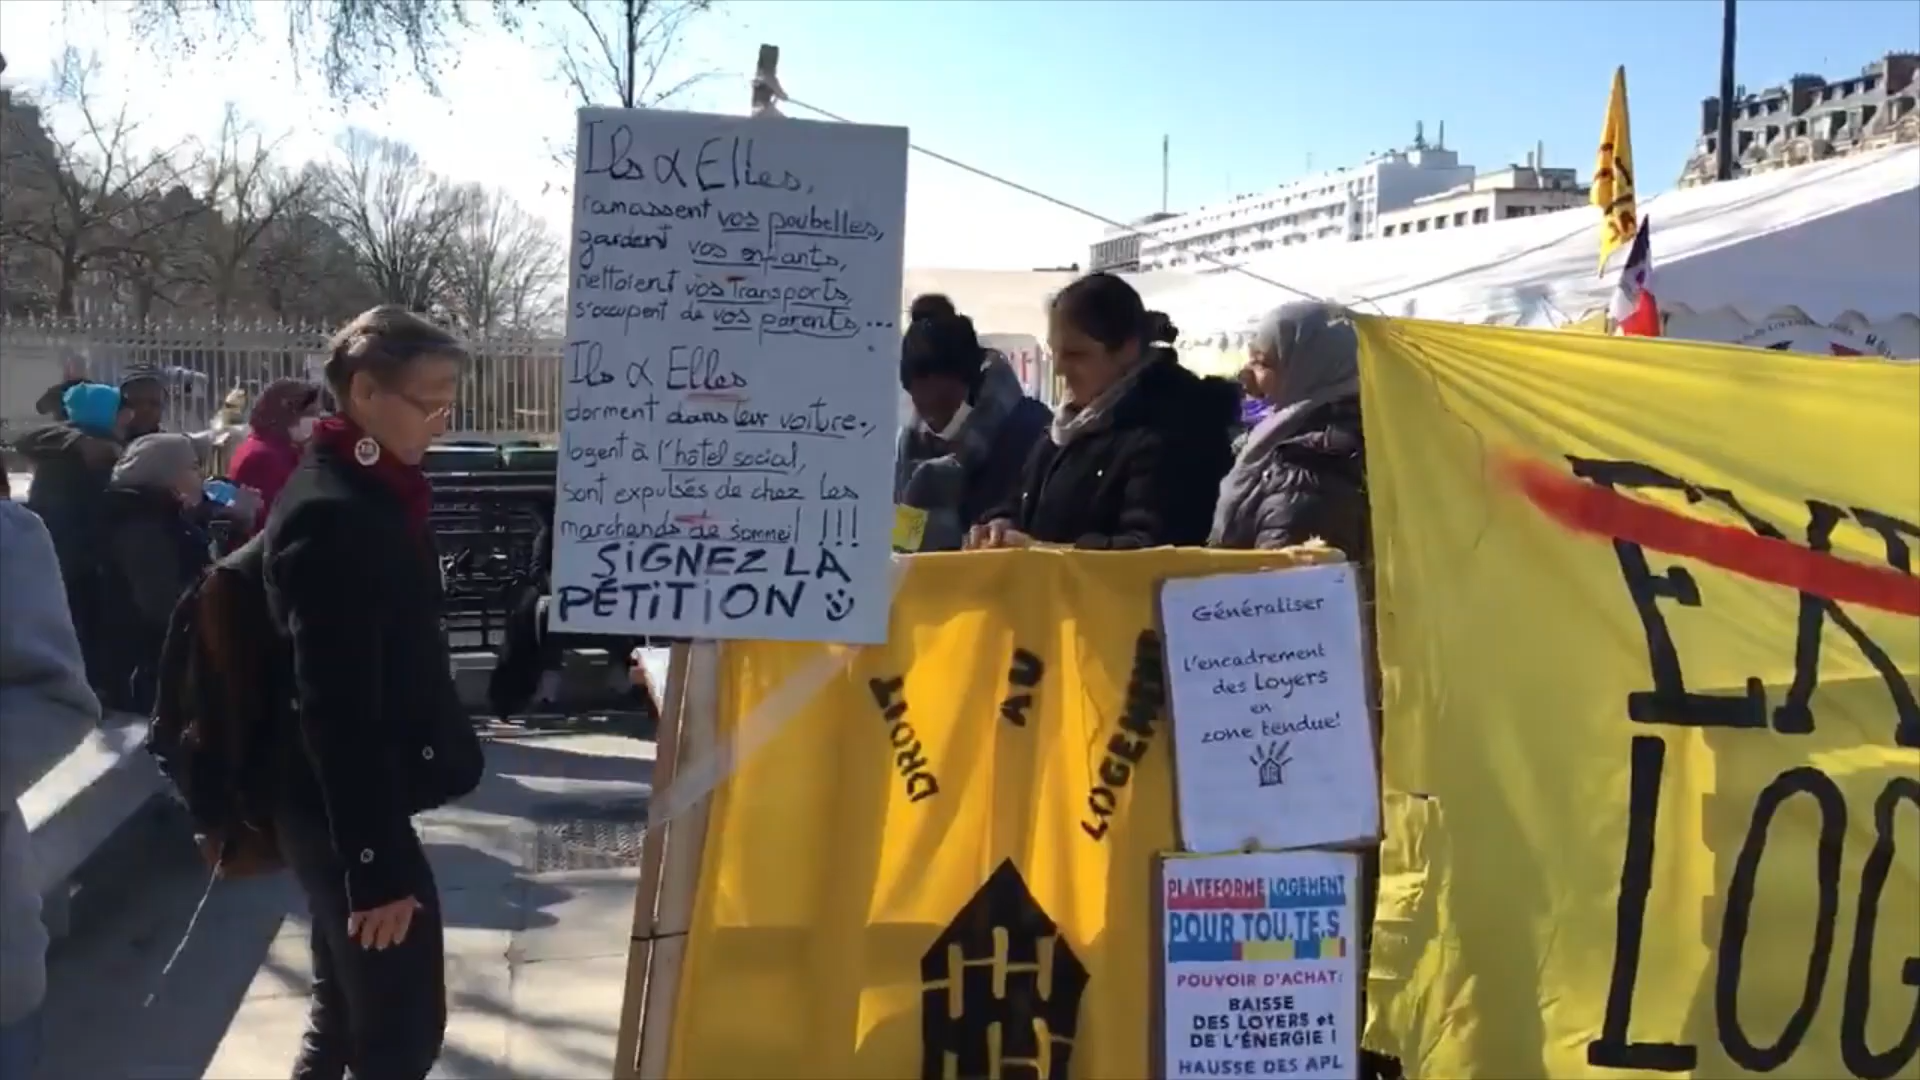 Ils & Elles,
ramassent vos poubelles,
gardent vos enfants,
nettoient vos Transports,
s'occupent de vos parents,...
Ils & Elles
dorment dans leur voiture,
logent à l'hôtel social,
sont expulsés de chez les
marchands de sommeil !!!
SIGNEZ LA
PÉTITION
DROIT
AU
LOGEMENT
Généraliser
l'encadrement
des loyers
en
zone tendue!
PLATEFORME LOGEMENT
POUR TOU.TE.S
POUVOIR D'ACHAT:
BAISSE
DES LOYERS et
DE L'ÉNERGIE !
HAUSSE DES APL
LOG